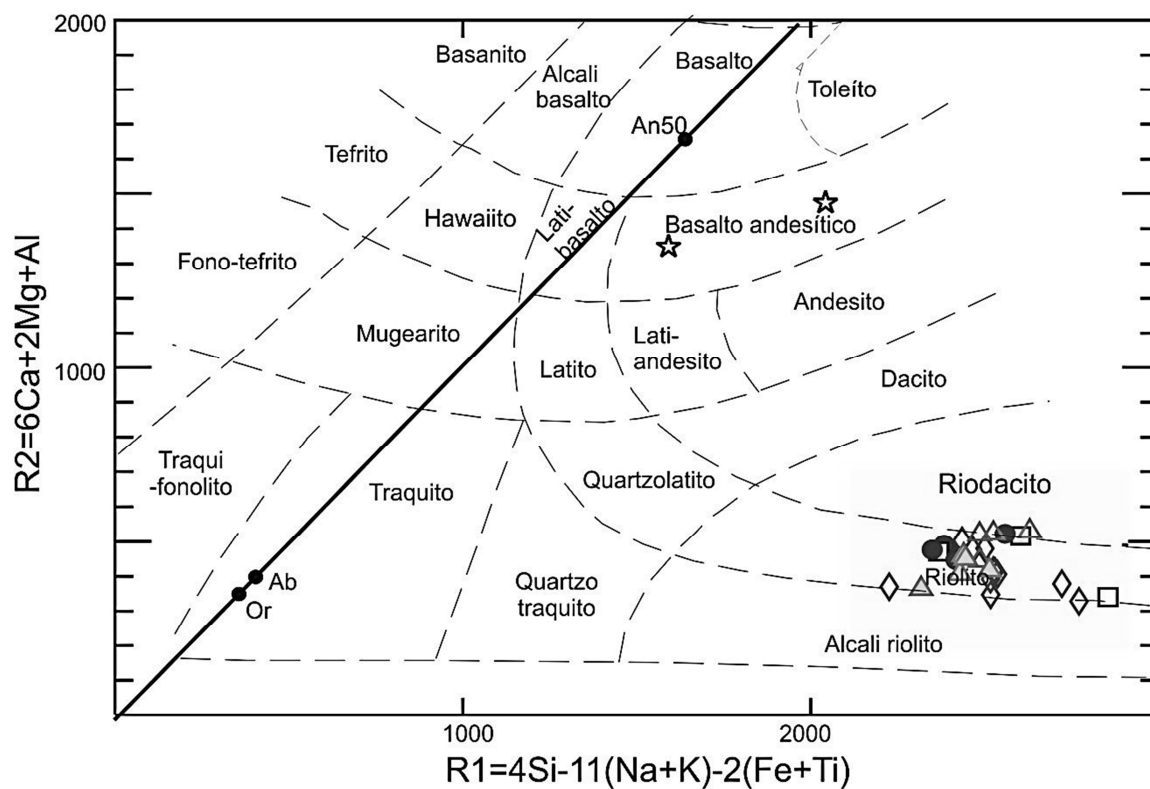 2000
Basanito
Alcali
basalto
Basalto
Toleíto
An50
Tefrito
Hawaiito
Lati-
basalto
Basalto andesítico
Fono-tefrito
Andesito
Mugearito
Lati-
andesito
Latito
1000
Dacito
Traqui
-fonolito
Traquito
Quartzolatito
Riodacito
Riolito
Ab
Or
Quartzo
traquito
Alcali riolito
1000
2000
R2=6Ca+2Mg+Al
R1=4Si-11(Na+K)-2(Fe+Ti)